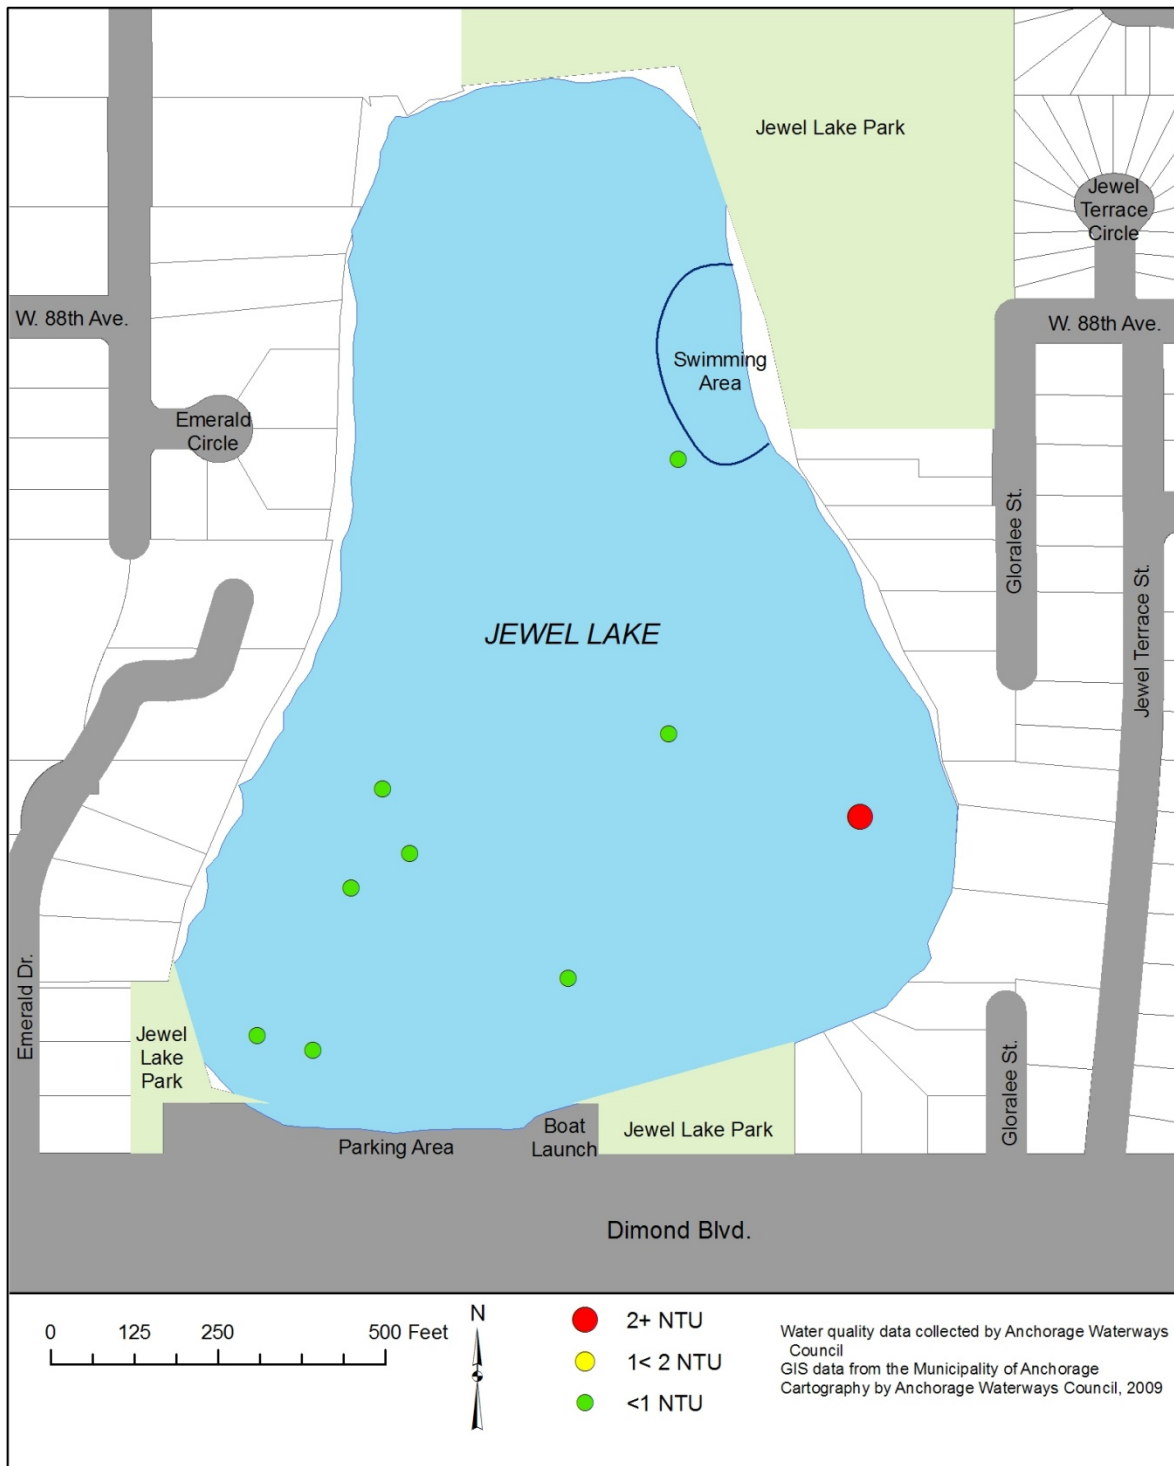 Jewel Lake Park
Jewel
Terrace
Circle
W. 88th Ave.
W. 88th Ave.
Swimming
Area
Emerald
Circle
Gloralee St.
Jewel Terrace St.
JEWEL LAKE
Emerald Dr.
Jewel
Lake
Park
Gloralee St.
Parking Area
Boat
Launch
Jewel Lake Park
Dimond Blvd.
0 125 250 500 Feet
N
2+ NTU
1< 2 NTU
<1 NTU
Water quality data collected by Anchorage Waterways
Council
GIS data from the Municipality of Anchorage
Cartography by Anchorage Waterways Council, 2009